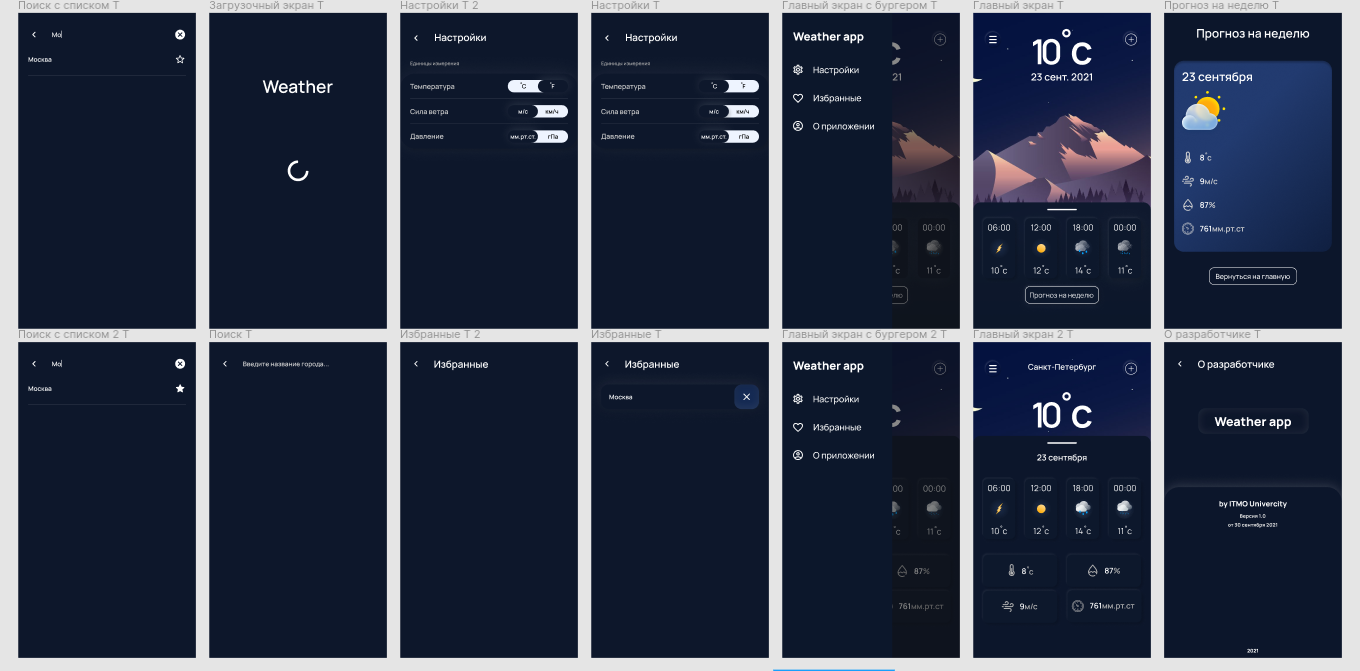 Поиск с списком Т
Mo
Москва
Загрузочный экран Т
Weather
Настройки Т 2
Настройки
Единицы измерения
Температура
°C
°F
Сила ветра
м/с
км/ч
Давление
мм.рт.ст.
гПа
Настройки Т
Настройки
Единицы измерения
Температура
°C
°F
Сила ветра
м/с
км/ч
Давление
мм.рт.ст.
гПа
Главный экран с бургером Т
Weather app
Настройки
Избранные
О приложении
21
00
00:00
11°c
елю
Главный экран Т
10°c
23 сент. 2021
06:00 12:00 18:00 00:00
10°c 12°c 14°c 11°c
Прогноз на неделю
Прогноз на неделю Т
Прогноз на неделю
23 сентября
8°c
9м/с
87%
761мм.рт.ст
Вернуться на главную
Поиск с списком 2 Т
Mo
Москва
Поиск Т
Введите название города...
Избранные Т 2
Избранные
Избранные Т
Избранные
Москва
Главный экран с бургером 2 Т
Weather app
Настройки
Избранные
О приложении
00
00:00
11°c
87%
761мм.рт.ст
Главный экран 2 Т
Санкт-Петербург
10°c
23 сентября
06:00 12:00 18:00 00:00
10°c 12°c 14°c 11°c
8°c 87%
9м/с 761мм.рт.ст
О разработчике Т
О разработчике
Weather app
by ITMO Univercity
Версия 1.0
от 30 сентября 2021
2021